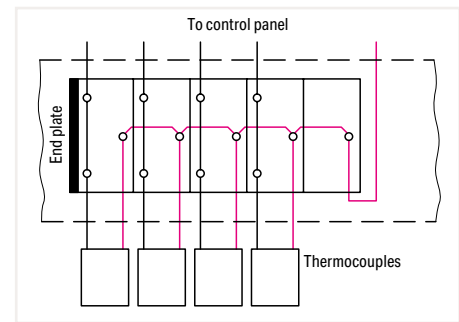 To control panel
End plate
Thermocouples